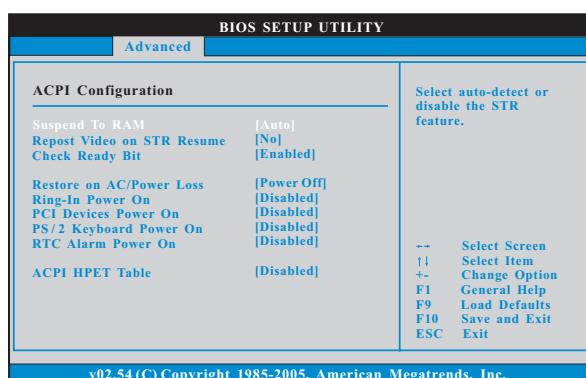 BIOS SETUP UTILITY
Advanced
ACPI Configuration
Suspend To RAM [Auto]
Repost Video on STR Resume [No]
Check Ready Bit [Enabled]
Restore on AC/Power Loss [Power Off]
Ring-In Power On [Disabled]
PCI Devices Power On [Disabled]
PS/2 Keyboard Power On [Disabled]
RTC Alarm Power On [Disabled]
ACPI HPET Table [Disabled]
Select auto-detect or
disable the STR
feature.
←→ Select Screen
↑↓ Select Item
+- Change Option
F1 General Help
F9 Load Defaults
F10 Save and Exit
ESC Exit
v02.54 (C) Copyright 1985-2005, American Megatrends, Inc.